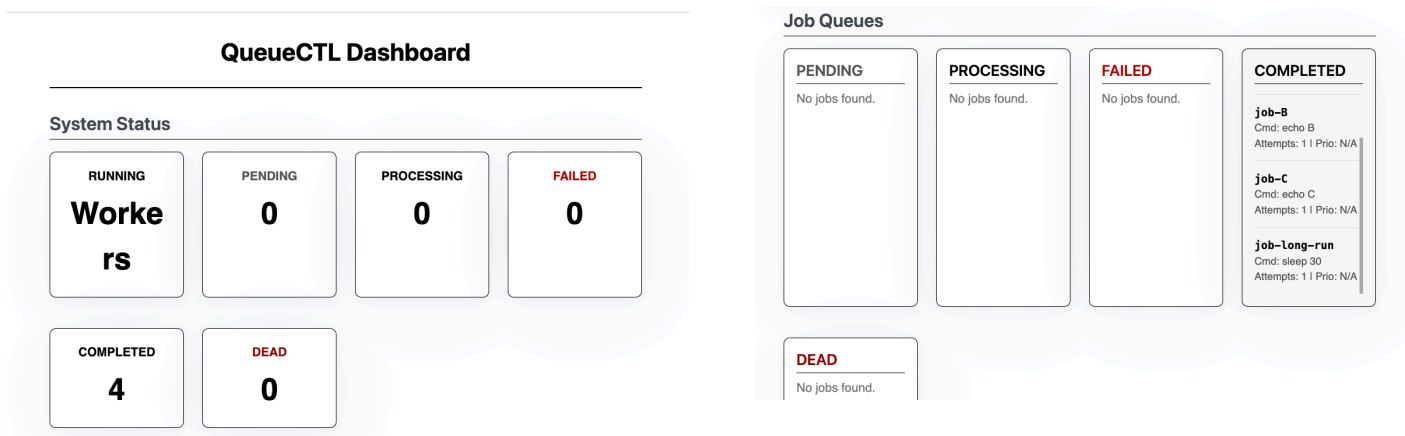 QueueCTL Dashboard
System Status
RUNNING
Worke
rs
PENDING
0
PROCESSING
0
FAILED
0
COMPLETED
4
DEAD
0
Job Queues
PENDING
No jobs found.
PROCESSING
No jobs found.
FAILED
No jobs found.
COMPLETED
job-B
Cmd: echo B
Attempts: 1 | Prio: N/A
job-C
Cmd: echo C
Attempts: 1 | Prio: N/A
job-long-run
Cmd: sleep 30
Attempts: 1 | Prio: N/A
DEAD
No jobs found.